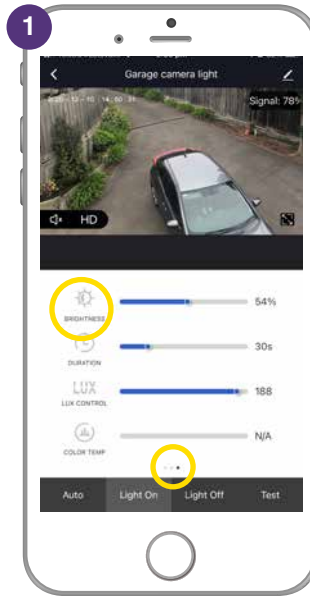 1
Garage camera light
Signal: 78%
HD
BRIGHTNESS
54%
DURATION
30s
LUX
LUX CONTROL
188
COLOR TEMP
N/A
Auto Light On Light Off Test